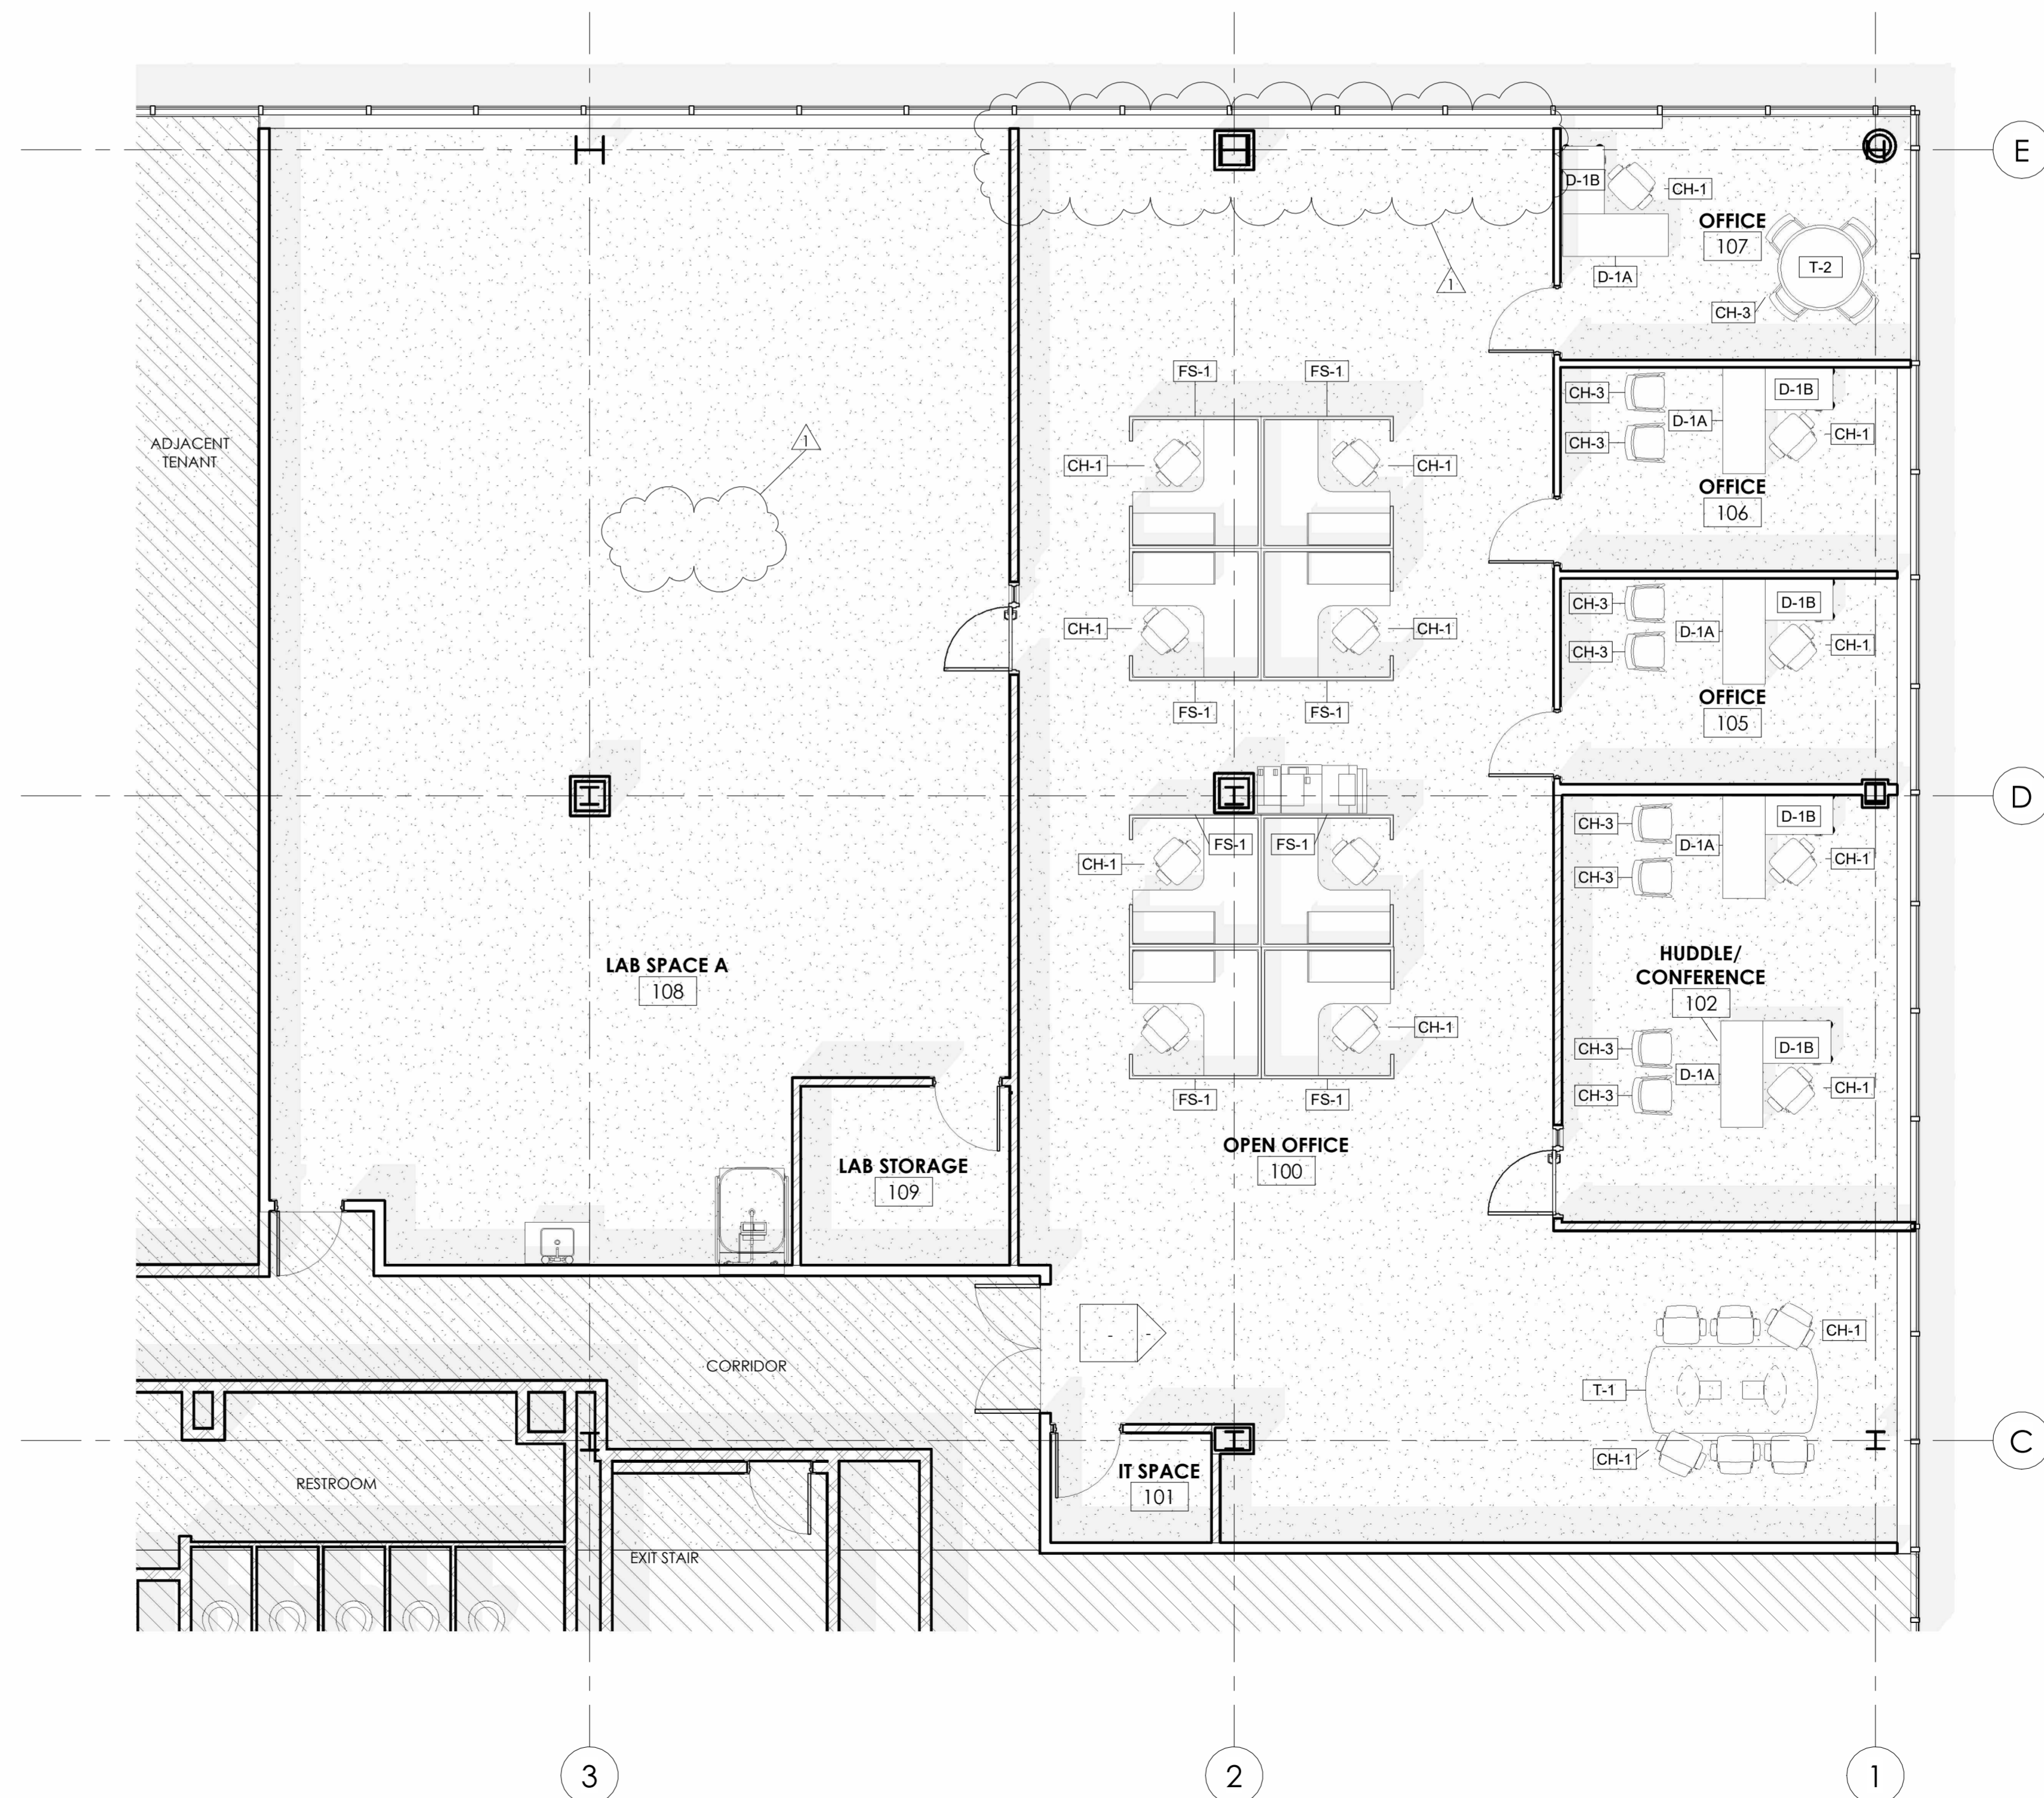 E
D-1B
CH-1
OFFICE
107
T-2
D-1A
CH-3
1
FS-1
FS-1
CH-3
D-1B
D-1A
CH-1
CH-3
ADJACENT
TENANT
1
CH-1
CH-1
OFFICE
106
CH-3
D-1B
D-1A
CH-1
CH-3
CH-1
CH-1
OFFICE
105
FS-1
FS-1
D
CH-3
D-1B
FS-1
FS-1
D-1A
CH-1
CH-1
CH-3
HUDDLE/
CONFERENCE
102
LAB SPACE A
108
CH-1
CH-3
D-1B
D-1A
CH-1
CH-3
FS-1
FS-1
OPEN OFFICE
100
LAB STORAGE
109
-
-
CH-1
CORRIDOR
T-1
C
CH-1
IT SPACE
101
RESTROOM
EXIT STAIR
3
2
1